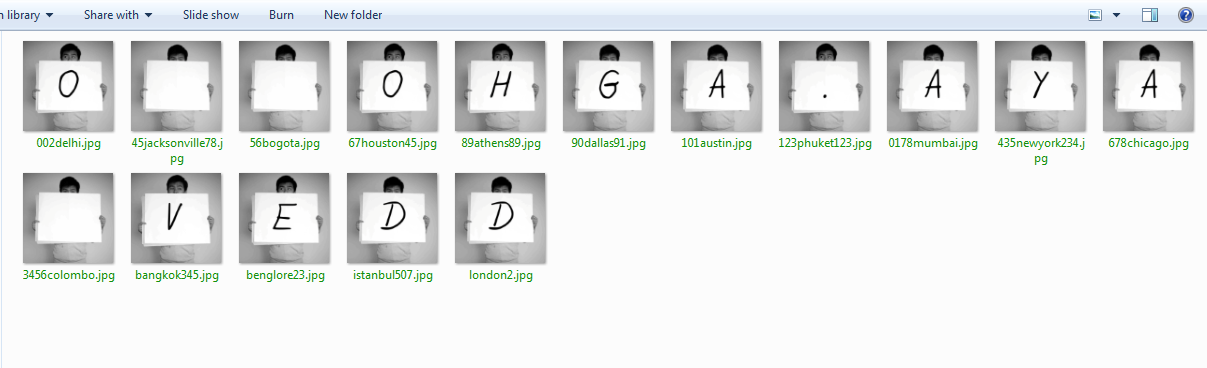 n library Share with Slide show Burn New folder
O O H G A . A Y A
002delhi.jpg 45jacksonville78.jpg 56bogota.jpg 67houston45.jpg 89athens89.jpg 90dallas91.jpg 101austin.jpg 123phuket123.jpg 0178mumbai.jpg 435newyork234.jpg 678chicago.jpg
V E D D
3456colombo.jpg bangkok345.jpg benglore23.jpg istanbul507.jpg london2.jpg